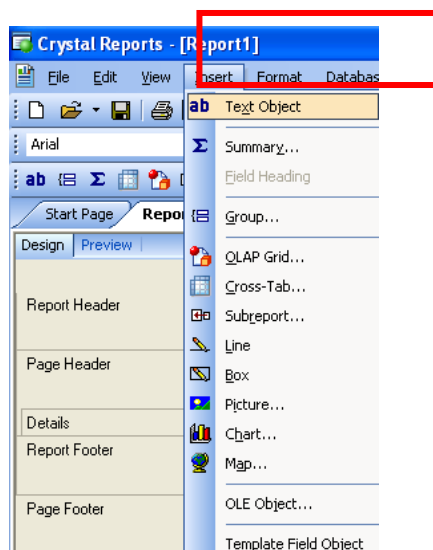 Crystal Reports - [Report1]
File Edit View Insert Format Databas
ab Text Object
Arial
Σ Summary...
ab Σ
Field Heading
Start Page Repo
Group...
Design Preview
OLAP Grid...
Cross-Tab...
Report Header
Subreport...
Line
Page Header
Box
Picture...
Details
Chart...
Report Footer
Map...
Page Footer
OLE Object...
Template Field Object